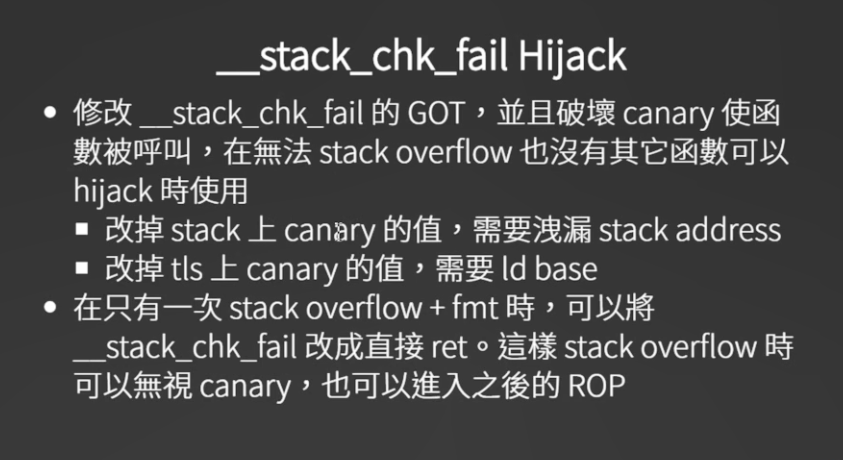 __stack_chk_fail Hijack
• 修改 __stack_chk_fail 的 GOT，並且破壞 canary 使函
數被呼叫，在無法 stack overflow 也沒有其它函數可以
hijack 時使用
▪ 改掉 stack 上 canary 的值，需要洩漏 stack address
▪ 改掉 tls 上 canary 的值，需要 ld base
• 在只有一次 stack overflow + fmt 時，可以將
__stack_chk_fail 改成直接 ret。這樣 stack overflow 時
可以無視 canary，也可以進入之後的 ROP